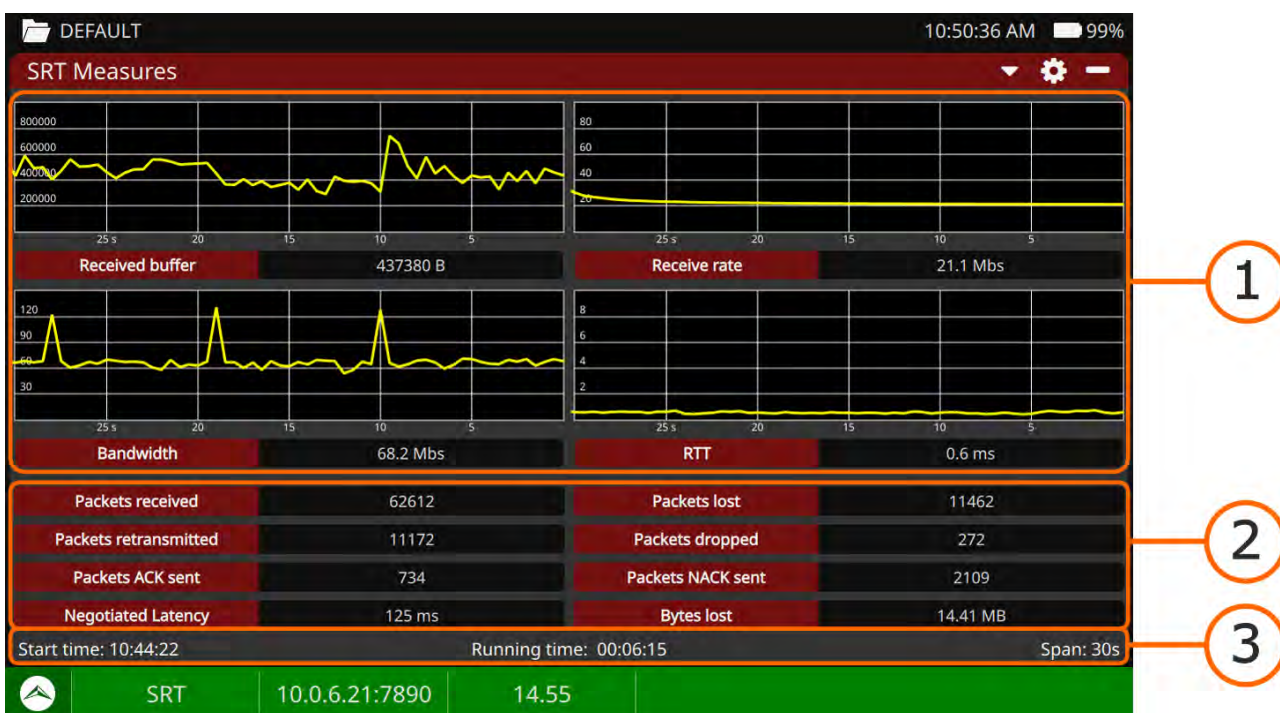 DEFAULT 10:50:36 AM 99%
SRT Measures
800000
600000
400000
200000
25 s 20 15 10 5
80
60
40
20
25 s 20 15 10 5
Received buffer 437380 B Receive rate 21.1 Mbs
1
120
90
60
30
25 s 20 15 10 5
8
6
4
2
25 s 20 15 10 5
Bandwidth 68.2 Mbs RTT 0.6 ms
Packets received 62612 Packets lost 11462
Packets retransmitted 11172 Packets dropped 272
2
Packets ACK sent 734 Packets NACK sent 2109
Negotiated Latency 125 ms Bytes lost 14.41 MB
Start time: 10:44:22 Running time: 00:06:15 Span: 30s
3
SRT 10.0.6.21:7890 14.55